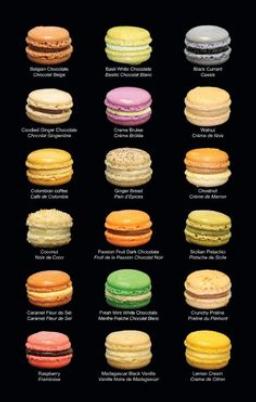 Belgian Chocolate
Chocolat Belge
Basil White Chocolate
Basilic Chocolat Blanc
Black Currant
Cassis
Candied Ginger Chocolate
Chocolat Gingembre
Creme Brulee
Crème Brûlée
Walnut
Crème de Noix
Colombian coffee
Café de Colombie
Ginger Bread
Pain d'Epices
Chestnut
Crème de Marron
Coconut
Noix de Coco
Passion Fruit Dark Chocolate
Fruit de la Passion Chocolat Noir
Sicilian Pistachio
Pistache de Sicile
Caramel Fleur de Sel
Caramel Fleur de Sel
Fresh Mint White Chocolate
Menthe Fraîche Chocolat Blanc
Crunchy Praline
Praliné du Piémont
Raspberry
Framboise
Madagascar Black Vanilla
Vanille Noire de Madagascar
Lemon Cream
Crème de Citron